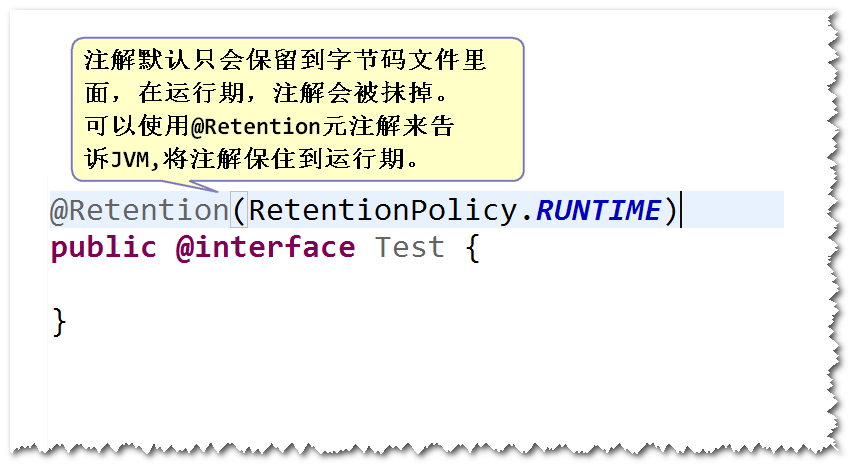 注解默认只会保留到字节码文件里
面，在运行期，注解会被抹掉。
可以使用@Retention元注解来告
诉JVM,将注解保住到运行期。
@Retention(RetentionPolicy.RUNTIME)
public @interface Test {
}